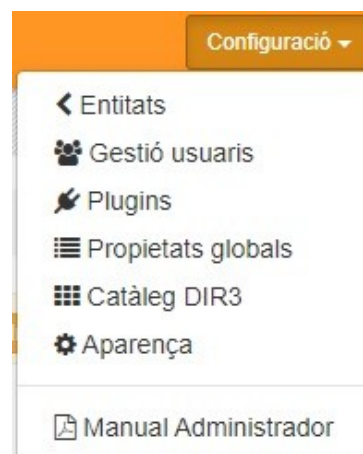 Configuració
Entitats
Gestió usuaris
Plugins
Propietats globals
Catàleg DIR3
Aparença
Manual Administrador